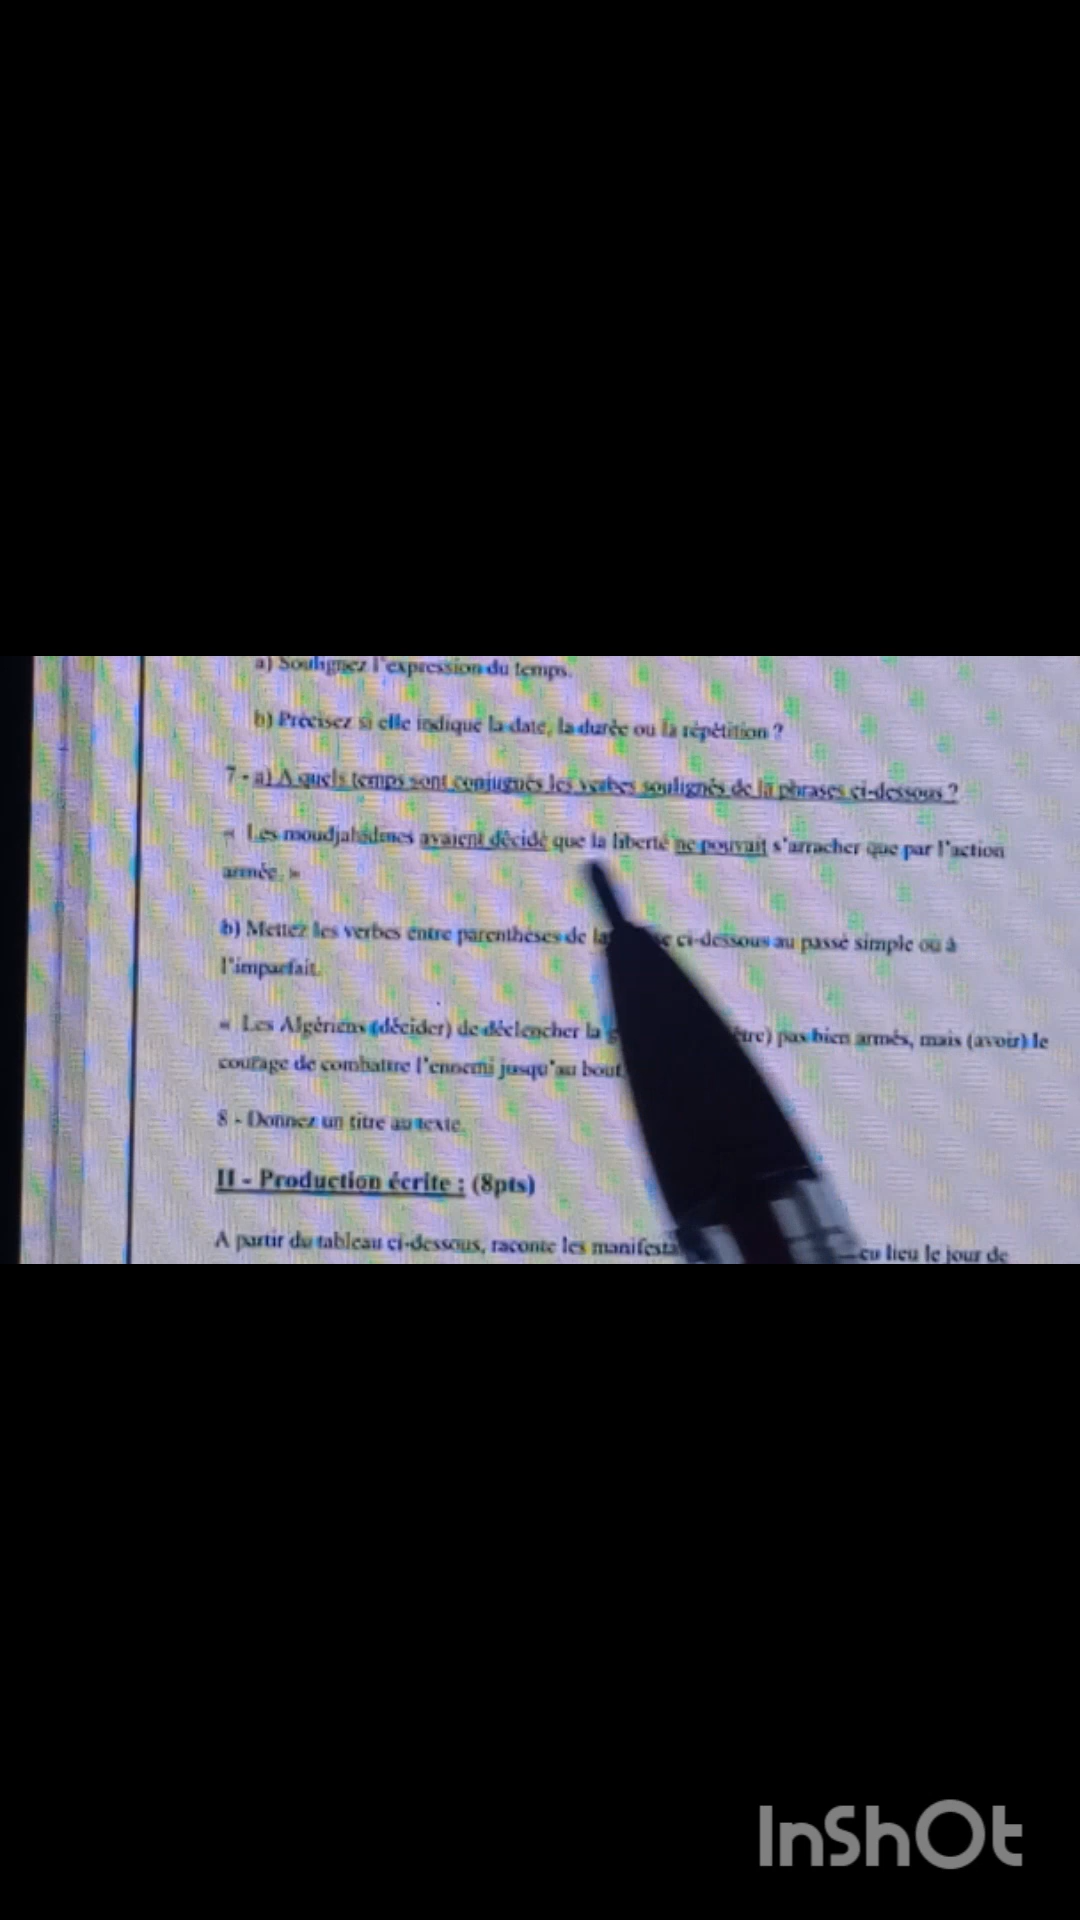 a) Soulignez l'expression du temps.
b) Précisez si elle indique la date, la durée ou la répétition ?
7 - a) A quels temps sont conjugués les verbes soulignés de la phrases ci-dessous ?
« Les moudjahédines avaient décidé que la liberté ne pouvait s'arracher que par l'action
armée. »
b) Mettez les verbes entre parenthèses de la ci-dessous au passé simple ou à
l'imparfait.
« Les Algériens (décider) de déclencher la être) pas bien armés, mais (avoir) le
courage de combattre l'ennemi jusqu'au bout
8 - Donnez un titre au texte.
II - Production écrite : (8pts)
A partir du tableau ci-dessous, raconte les eu lieu le jour de
InShOt